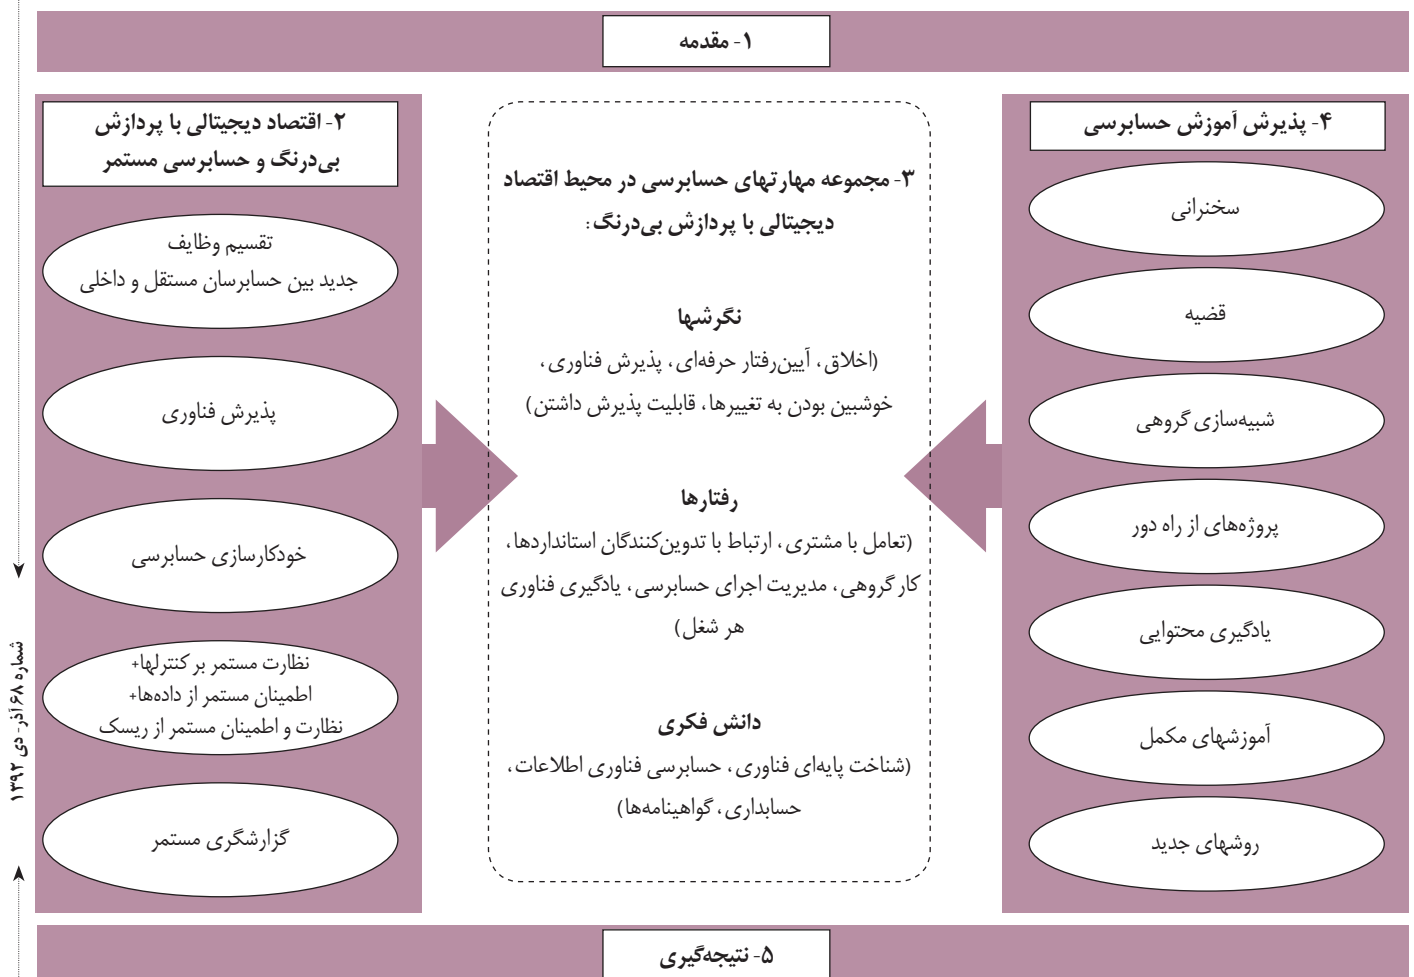 ۱- مقدمه
۴- پذیرش آموزش حسابرسی
سخنرانی
قضیه
شبیه‌سازی گروهی
پروژه‌های از راه دور
یادگیری محتوایی
آموزشهای مکمل
روشهای جدید
۳- مجموعه مهارتهای حسابرسی در محیط اقتصاد
دیجیتالی با پردازش بی‌درنگ:
نگرشها
(اخلاق، آیین‌رفتار حرفه‌ای، پذیرش فناوری،
خوشبین بودن به تغییرها، قابلیت پذیرش داشتن)
رفتارها
(تعامل با مشتری، ارتباط با تدوین‌کنندگان استانداردها،
کار گروهی، مدیریت اجرای حسابرسی، یادگیری فناوری
هر شغل)
دانش فکری
(شناخت پایه‌ای فناوری، حسابرسی فناوری اطلاعات،
حسابداری، گواهینامه‌ها)
۲- اقتصاد دیجیتالی با پردازش
بی‌درنگ و حسابرسی مستمر
تقسیم وظایف
جدید بین حسابرسان مستقل و داخلی
پذیرش فناوری
خودکارسازی حسابرسی
نظارت مستمر بر کنترلها+
اطمینان مستمر از داده‌ها+
نظارت و اطمینان مستمر از ریسک
گزارشگری مستمر
۵- نتیجه‌گیری
شماره ۶۸ آذر- دی ۱۳۹۲